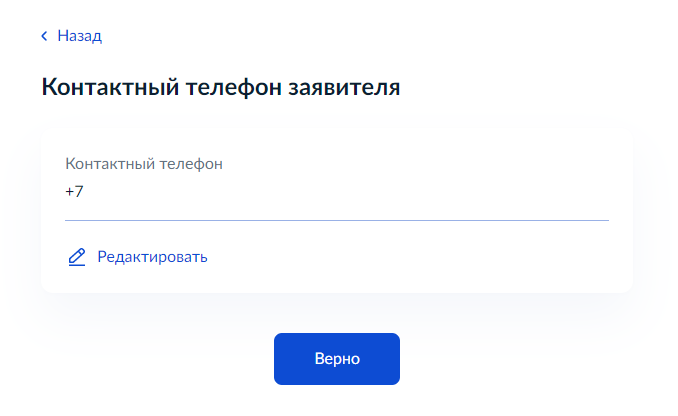 Назад
Контактный телефон заявителя
Контактный телефон
+7
Редактировать
Верно